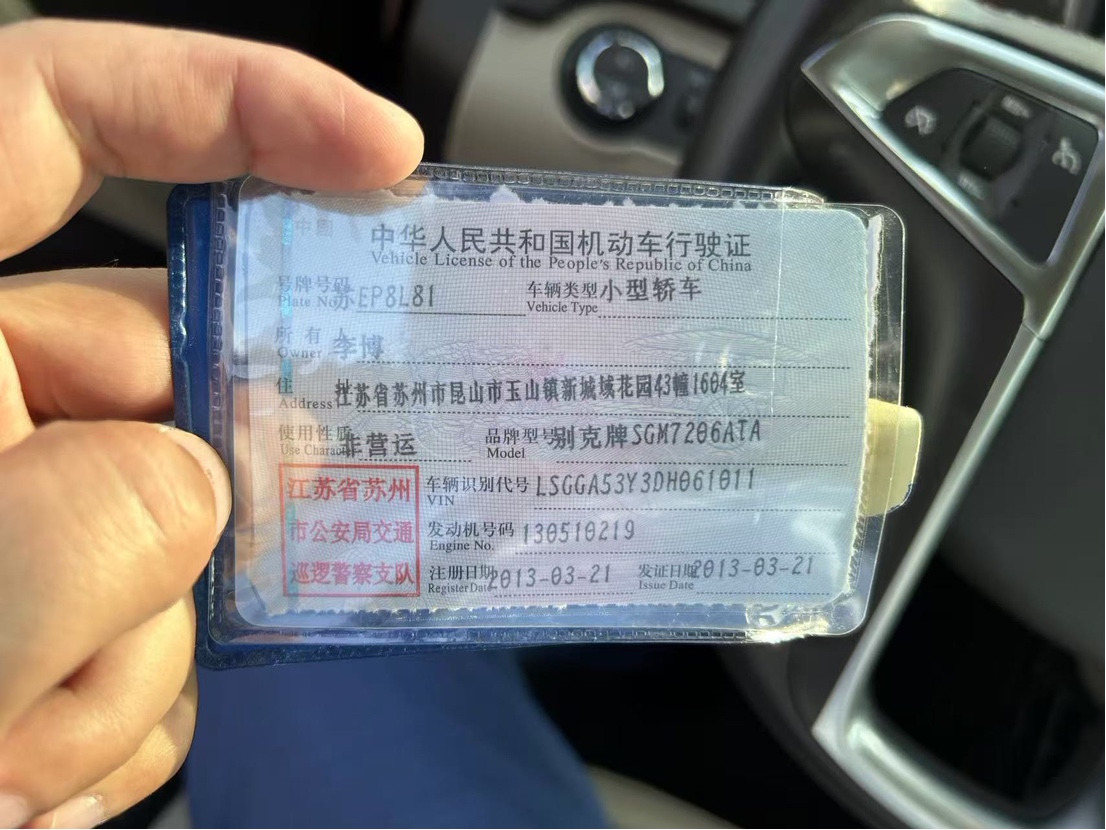 中华人民共和国机动车行驶证
Vehicle License of the People's Republic of China
号牌号码 苏EP8L81 车辆类型 小型轿车
Plate No. Vehicle Type
所有人 李博
Owner
住址 江苏省苏州市昆山市玉山镇新城域花园43幢1604室
Address
使用性质 非营运 品牌型号 别克牌SGM7206ATA
Use Character Model
江苏省苏州
市公安局交通
巡逻警察支队
车辆识别代号 LSGGA53Y3DH061011
VIN
发动机号码 130510219
Engine No.
注册日期 2013-03-21 发证日期 2013-03-21
Register Date Issue Date